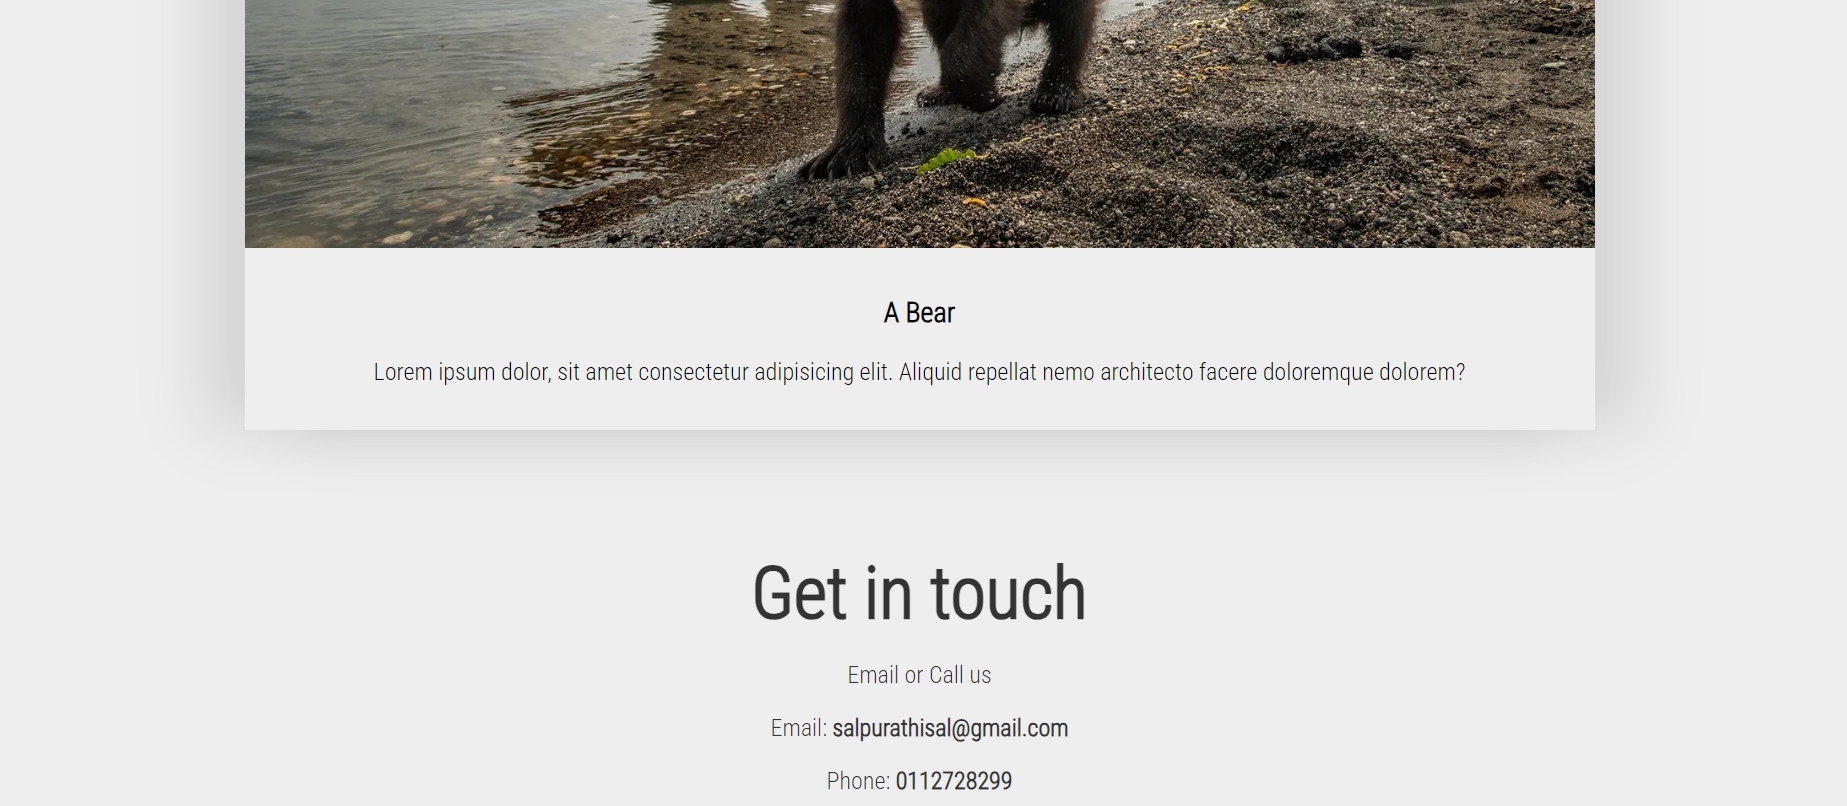 A Bear
Lorem ipsum dolor, sit amet consectetur adipisicing elit. Aliquid repellat nemo architecto facere doloremque dolorem?
Get in touch
Email or Call us
Email: salpurathisal@gmail.com
Phone: 0112728299